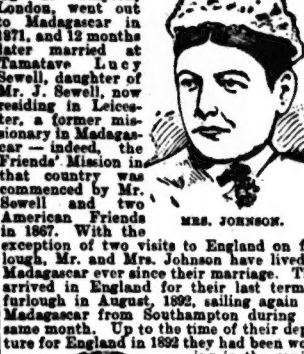 London, went out
to Madagascar in
1871, and 12 months
later married at
Tamatave Lucy
Sewell, daughter of
Mr. J. Sewell, now
residing in Leices-
ter, a former mis-
sionary in Madagas-
car — indeed, the
Friends' Mission in
that country was
commenced by Mr.
Sewell and two
American Friends
in 1867. With the
MRS. JOHNSON.
exception of two visits to England on f
lough, Mr. and Mrs. Johnson have lived
Madagascar ever since their marriage. T
arrived in England for their last term
furlough in August, 1892, sailing again
Madagascar from Southampton during
same month. Up to the time of their de
ture for England in 1892 they had been w